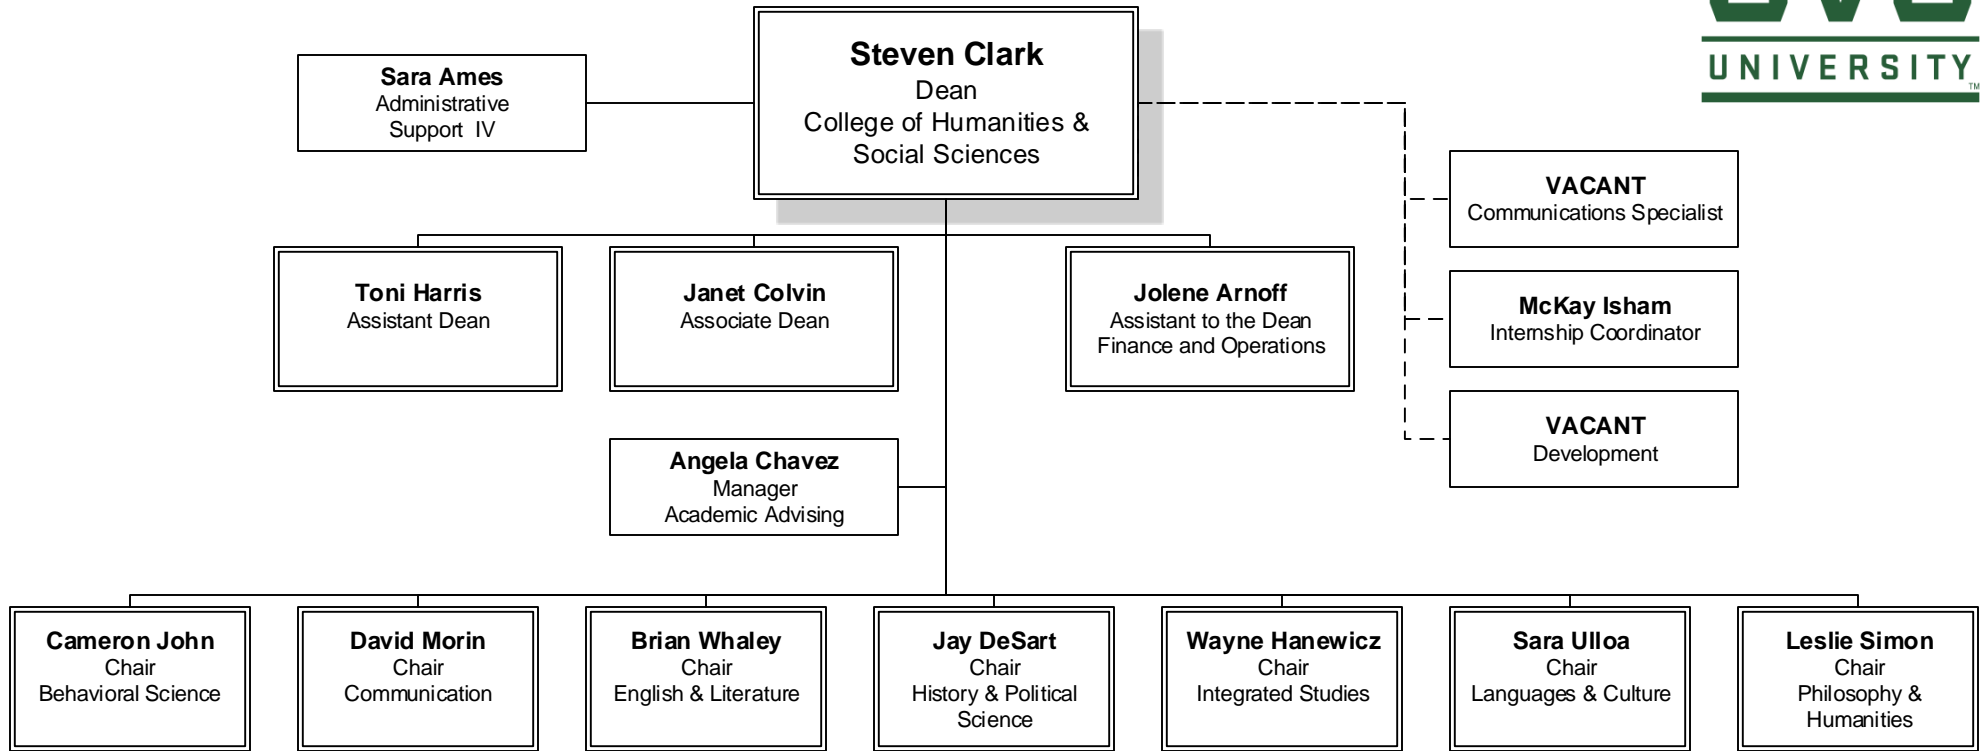 Steven Clark
Dean
College of Humanities &
Social Sciences
Sara Ames
Administrative
Support IV
UNIVERSITY
TM
VACANT
Communications Specialist
McKay Isham
Internship Coordinator
VACANT
Development
Toni Harris
Assistant Dean
Janet Colvin
Associate Dean
Jolene Arnoff
Assistant to the Dean
Finance and Operations
Angela Chavez
Manager
Academic Advising
Cameron John
Chair
Behavioral Science
David Morin
Chair
Communication
Brian Whaley
Chair
English & Literature
Jay DeSart
Chair
History & Political
Science
Wayne Hanewicz
Chair
Integrated Studies
Sara Ulloa
Chair
Languages & Culture
Leslie Simon
Chair
Philosophy &
Humanities